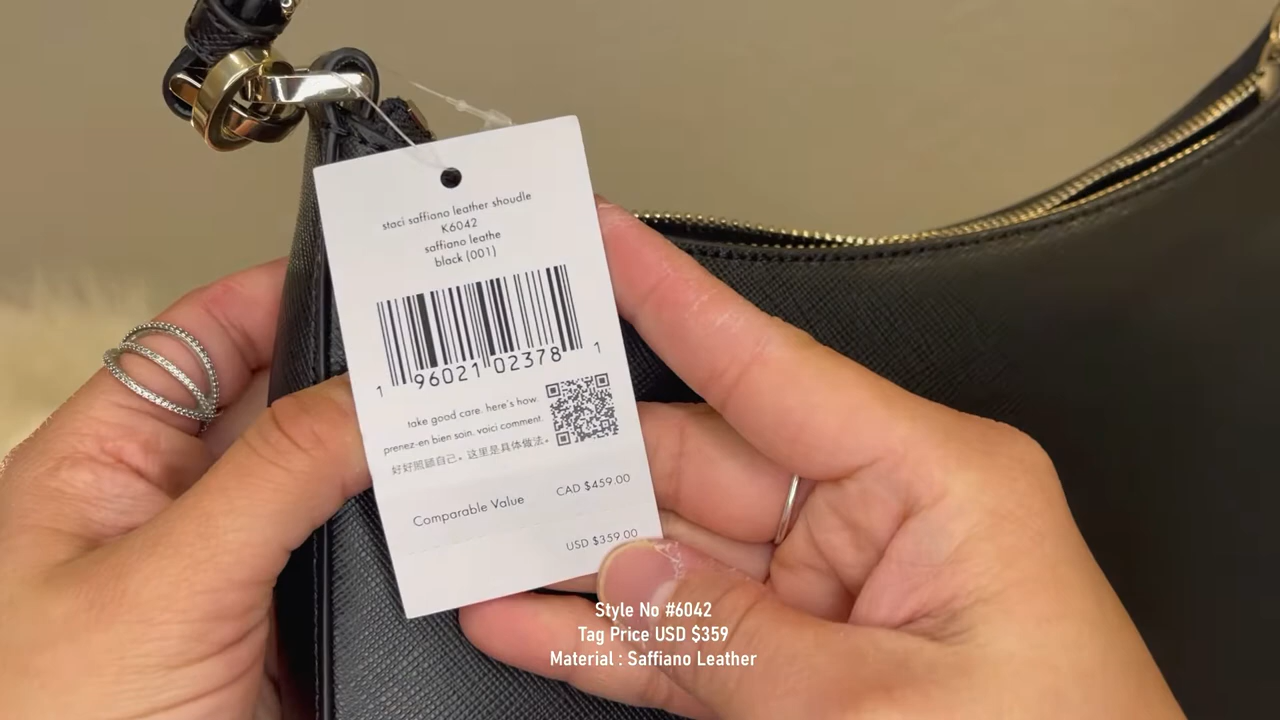 staci saffiano leather shoudle
K6042
saffiano leathe
black (001)
1 96021 02378 1
take good care. here's how.
prenez-en bien soin. voici comment.
好好照顾自己。这里是具体做法。
Comparable Value
CAD $459.00
USD $359.00
Style No #6042
Tag Price USD $359
Material : Saffiano Leather